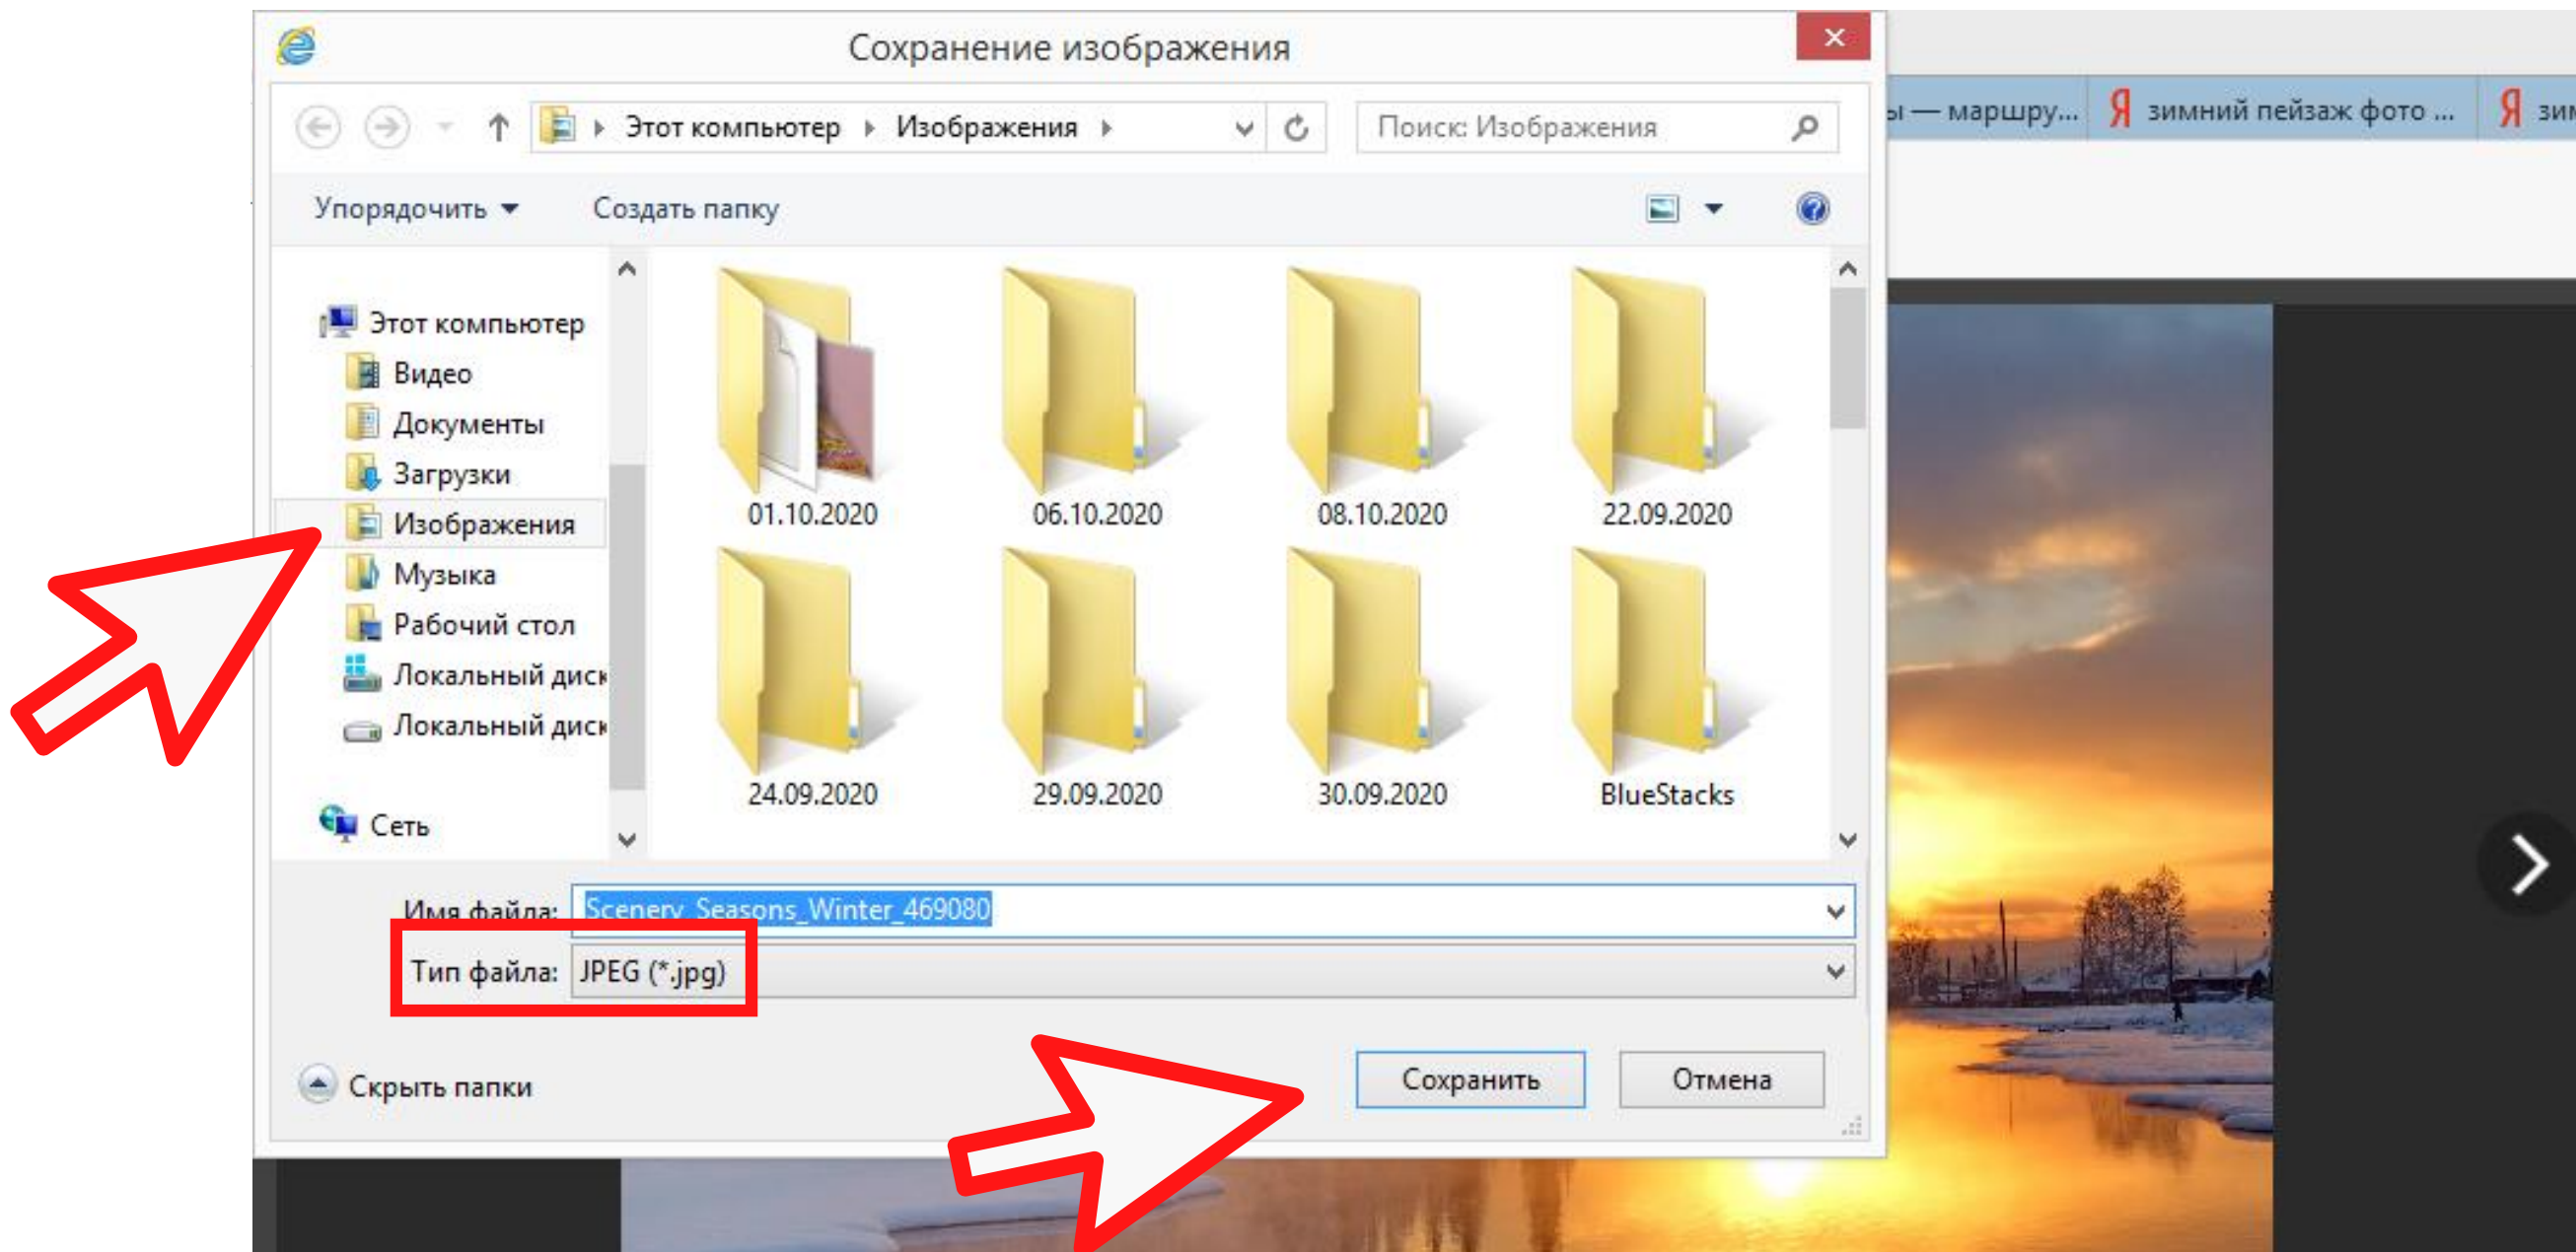 Сохранение изображения
ы — маршру...
Я зимний пейзаж фото ...
Я зим
Этот компьютер Изображения
Поиск: Изображения
Упорядочить
Создать папку
Этот компьютер
Видео
Документы
Загрузки
Изображения
Музыка
Рабочий стол
Локальный диск
Локальный диск
Сеть
01.10.2020
06.10.2020
08.10.2020
22.09.2020
24.09.2020
29.09.2020
30.09.2020
BlueStacks
Имя файла: Scenery_Seasons_Winter_469080
Тип файла: JPEG (*.jpg)
Скрыть папки
Сохранить
Отмена